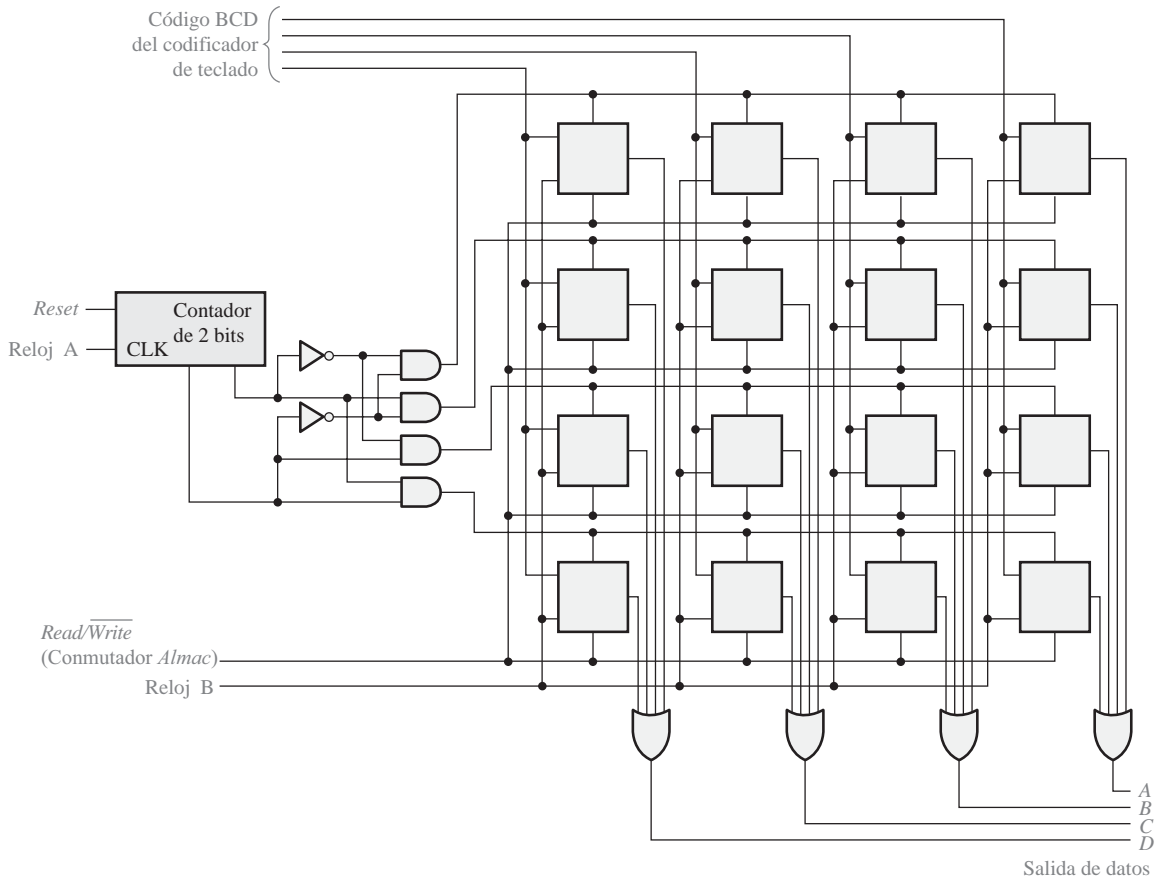 Código BCD
del codificador
de teclado
Reset
Reloj A
Contador
de 2 bits
CLK
Read/Write
(Conmutador Almac)
Reloj B
A
B
C
D
Salida de datos